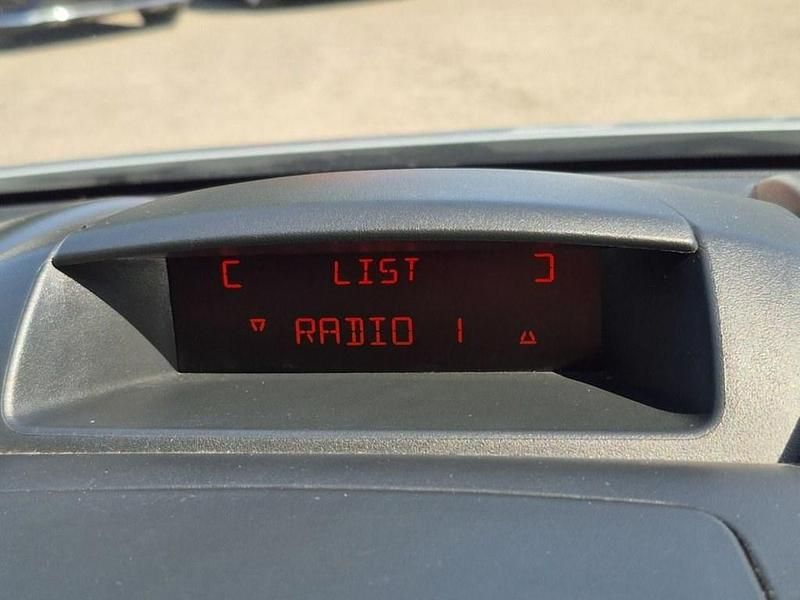 [ LIST ]
▽ RADIO 1 △